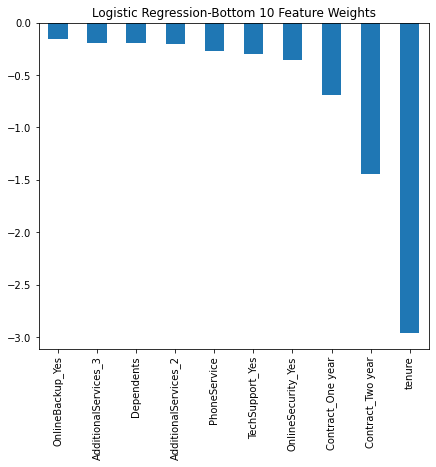 Logistic Regression-Bottom 10 Feature Weights
0.0
−0.5
−1.0
−1.5
−2.0
−2.5
−3.0
OnlineBackup_Yes
AdditionalServices_3
Dependents
AdditionalServices_2
PhoneService
TechSupport_Yes
OnlineSecurity_Yes
Contract_One year
Contract_Two year
tenure